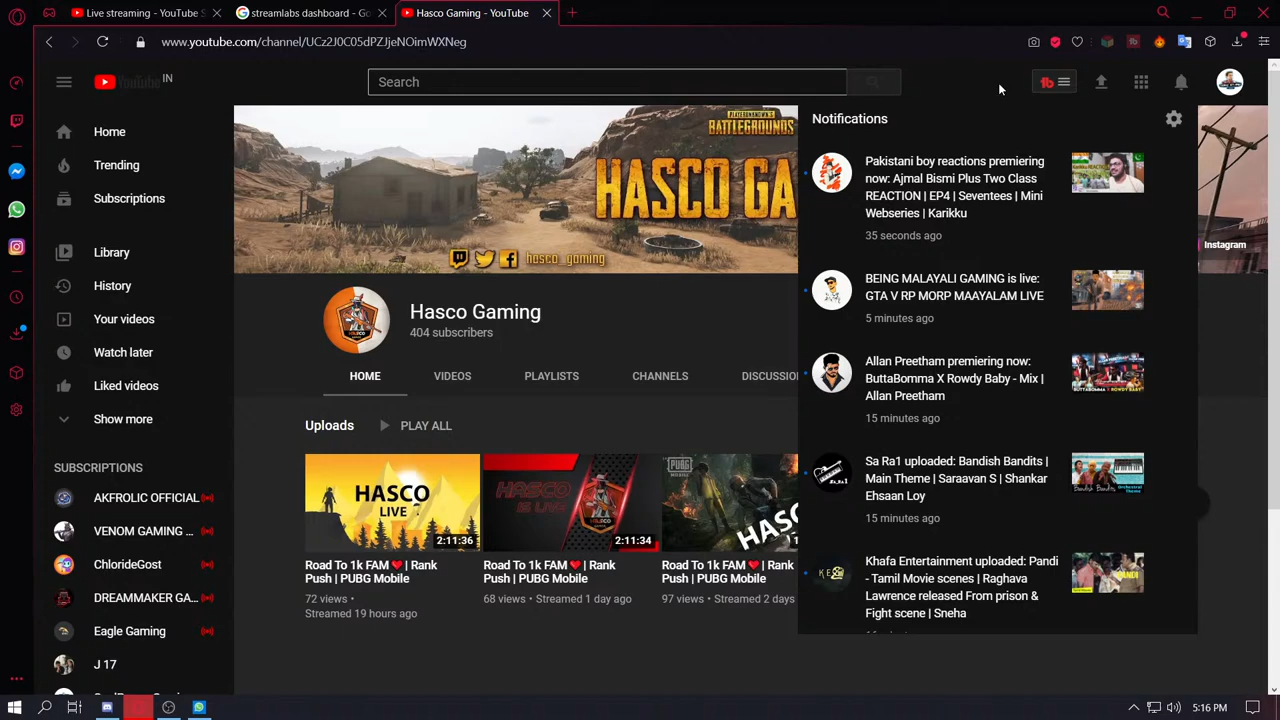 Live streaming - YouTube S
streamlabs dashboard - Go
Hasco Gaming - YouTube
www.youtube.com/channel/UCz2J0C05dPZJjeNOimWXNeg
YouTube IN
Search
Home
Trending
Subscriptions
Library
History
Your videos
Watch later
Liked videos
Show more
SUBSCRIPTIONS
AKFROLIC OFFICIAL
VENOM GAMING ...
ChlorideGost
DREAMMAKER GA...
Eagle Gaming
J 17
PLAYERUNKNOWN'S
BATTLEGROUNDS
HASCO GA
hasco_gaming
Instagram
Hasco Gaming
404 subscribers
HOME VIDEOS PLAYLISTS CHANNELS DISCUSSION
Uploads PLAY ALL
HASCO
LIVE
2:11:36
Road To 1k FAM ❤ | Rank
Push | PUBG Mobile
72 views •
Streamed 19 hours ago
HASCO
IS LIVE
2:11:34
Road To 1k FAM ❤ | Rank
Push | PUBG Mobile
68 views • Streamed 1 day ago
PUBG
MOBILE
HASC
Road To 1k FAM ❤ | Rank
Push | PUBG Mobile
97 views • Streamed 2 days
Notifications
Pakistani boy reactions premiering
now: Ajmal Bismi Plus Two Class
REACTION | EP4 | Seventees | Mini
Webseries | Karikku
35 seconds ago
BEING MALAYALI GAMING is live:
GTA V RP MORP MAAYALAM LIVE
5 minutes ago
Allan Preetham premiering now:
ButtaBomma X Rowdy Baby - Mix |
Allan Preetham
15 minutes ago
Sa Ra1 uploaded: Bandish Bandits |
Main Theme | Saraavan S | Shankar
Ehsaan Loy
15 minutes ago
Khafa Entertainment uploaded: Pandi
- Tamil Movie scenes | Raghava
Lawrence released From prison &
Fight scene | Sneha
5:16 PM